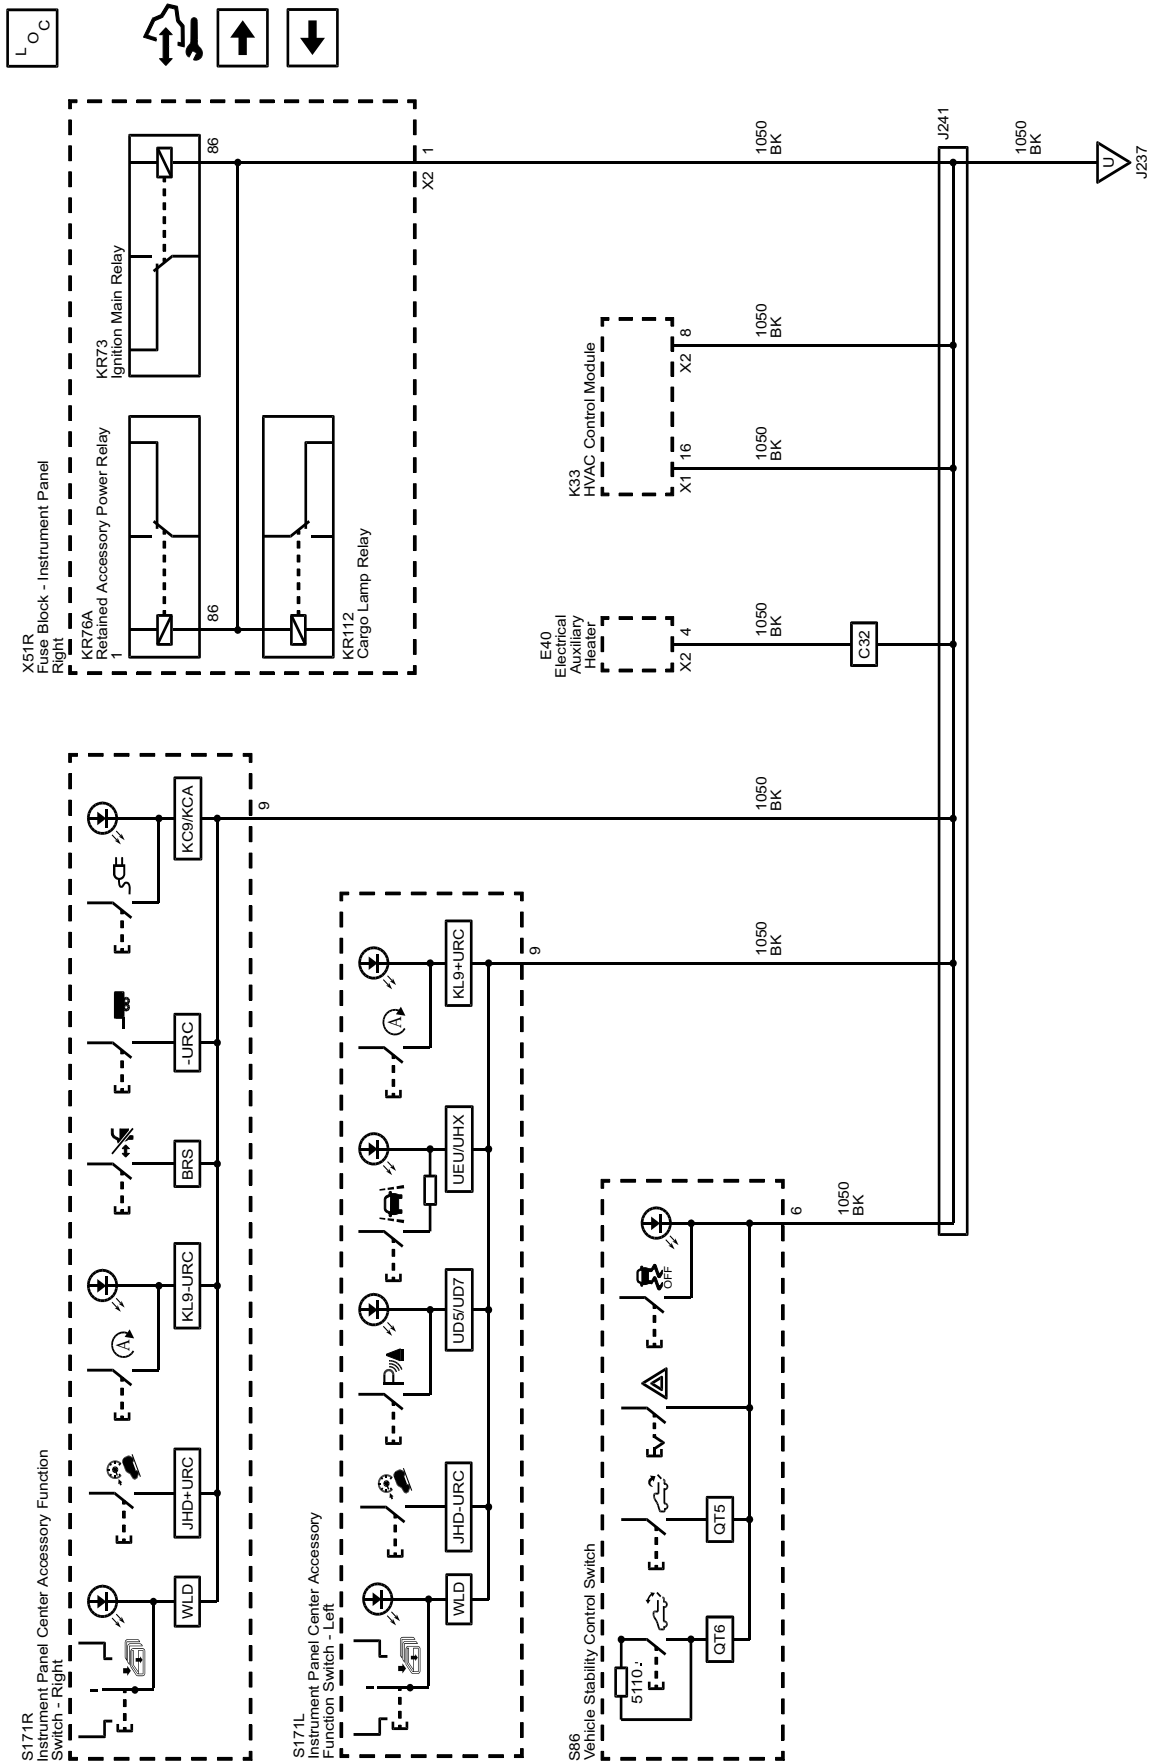 L O C
S171R
Instrument Panel Center Accessory Function
Switch - Right
WLD
JHD+URC
A
KL9-URC
BRS
-URC
KC9/KCA
9
1050
BK
X51R
Fuse Block - Instrument Panel
Right
KR76A
Retained Accessory Power Relay
1
86
KR73
Ignition Main Relay
86
KR112
Cargo Lamp Relay
X2
1
1050
BK
S171L
Instrument Panel Center Accessory
Function Switch - Left
WLD
JHD-URC
P
UD5/UD7
UEU/UHX
A
KL9+URC
9
1050
BK
E40
Electrical
Auxiliary
Heater
X2
4
1050
BK
C32
K33
HVAC Control Module
X1
16
1050
BK
X2
8
1050
BK
S86
Vehicle Stability Control Switch
5110
QT6
QT5
OFF
6
1050
BK
J241
1050
BK
U
J237